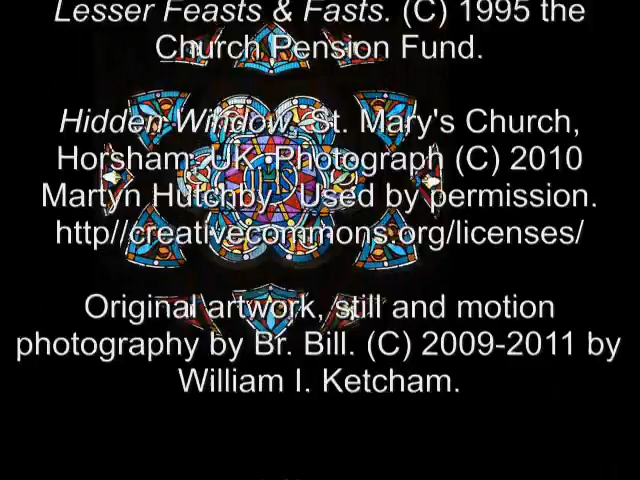 Lesser Feasts & Fasts. (C) 1995 the
Church Pension Fund.
Hidden Window. St. Mary's Church,
Horsham, UK. Photograph (C) 2010
Martyn Hutchby. Used by permission.
http//creativecommons.org/licenses/
Original artwork, still and motion
photography by Br. Bill. (C) 2009-2011 by
William I. Ketcham.